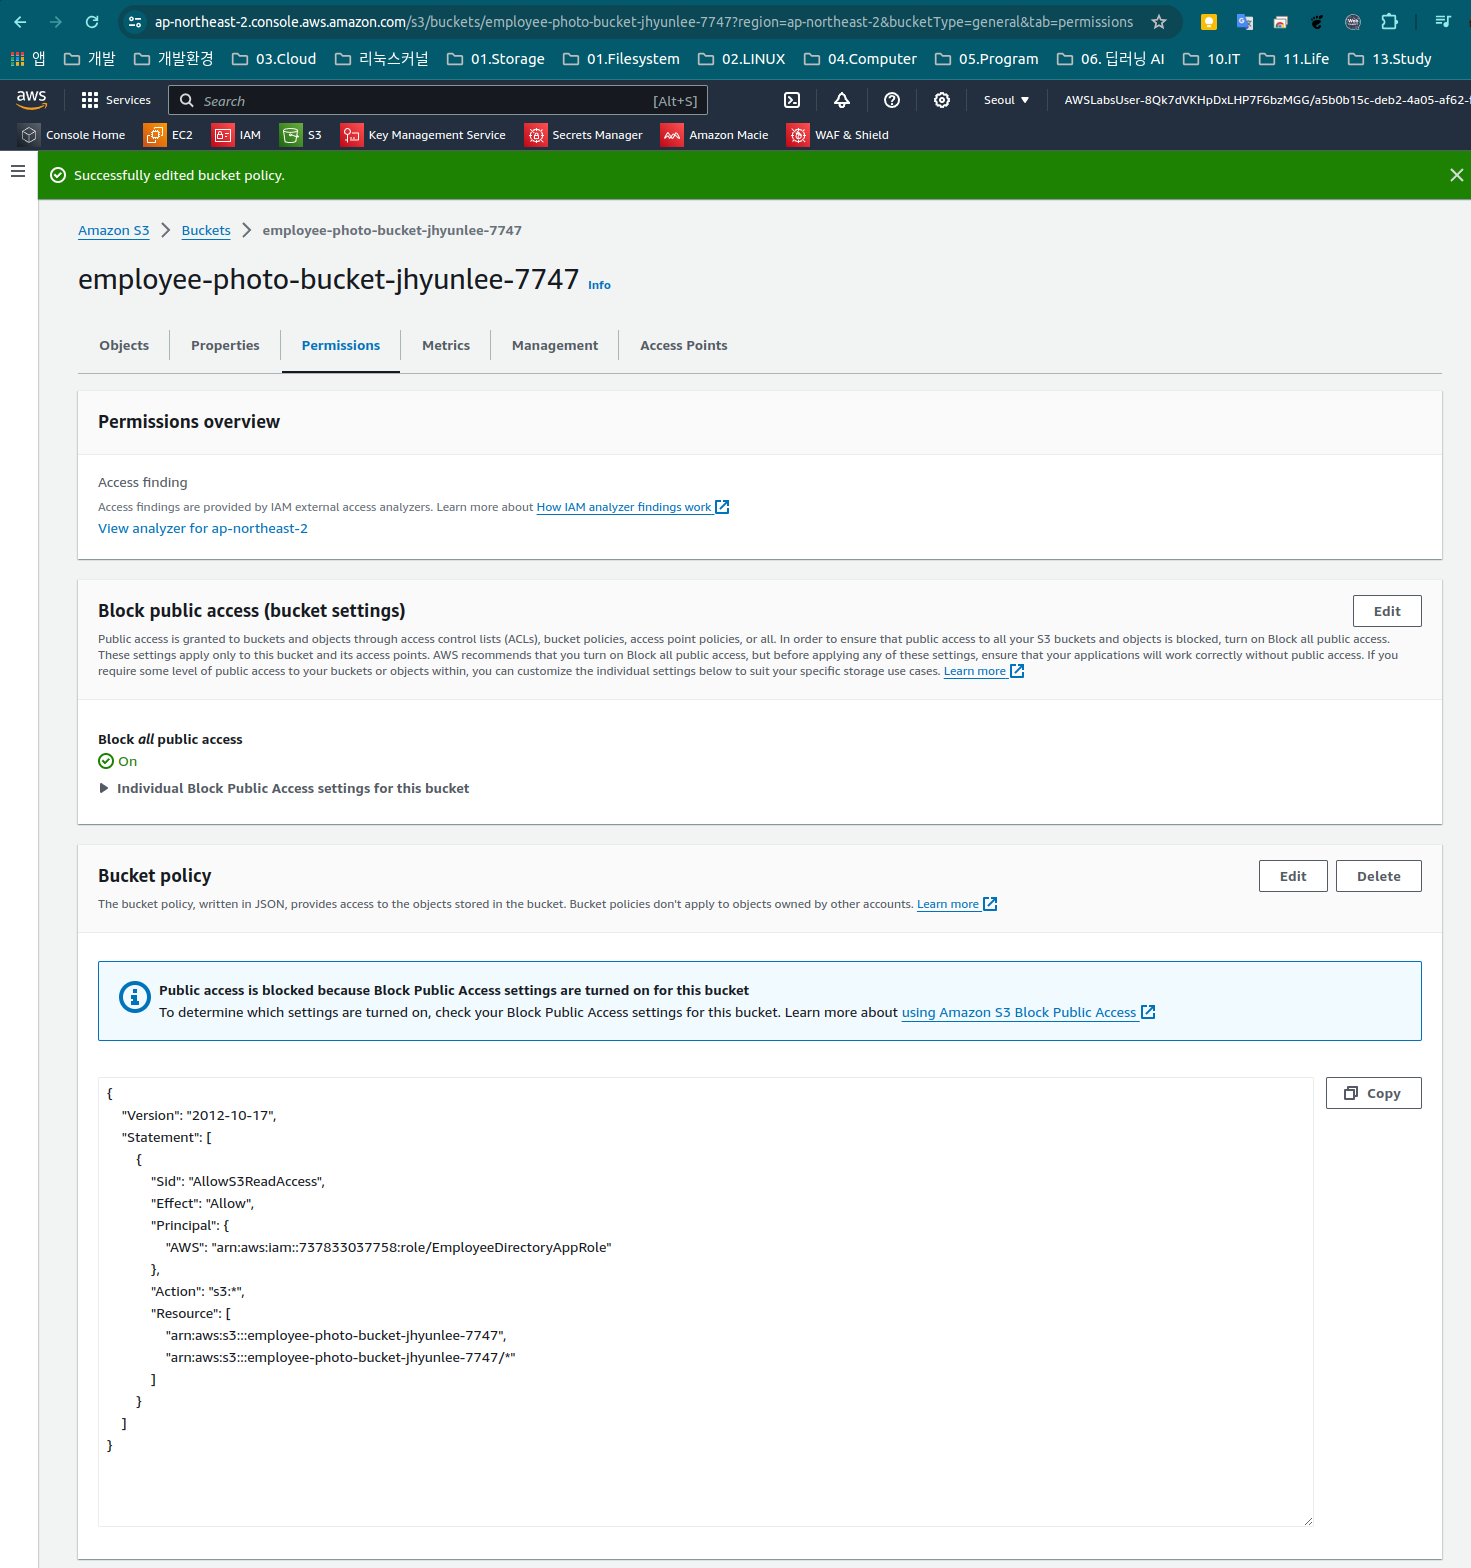 ap-northeast-2.console.aws.amazon.com/s3/buckets/employee-photo-bucket-jhyunlee-7747?region=ap-northeast-2&bucketType=general&tab=permissions
앱 개발 개발환경 03.Cloud 리눅스커널 01.Storage 01.Filesystem 02.LINUX 04.Computer 05.Program 06. 딥러닝 AI 10.IT 11.Life 13.Study
aws Services Search [Alt+S] Seoul AWSLabsUser-8Qk7dVKHpDxLHP7F6bzMGG/a5b0b15c-deb2-4a05-af62-
Console Home EC2 IAM S3 Key Management Service Secrets Manager Amazon Macie WAF & Shield
Successfully edited bucket policy.
Amazon S3 Buckets employee-photo-bucket-jhyunlee-7747
employee-photo-bucket-jhyunlee-7747 Info
Objects Properties Permissions Metrics Management Access Points
Permissions overview
Access finding
Access findings are provided by IAM external access analyzers. Learn more about How IAM analyzer findings work
View analyzer for ap-northeast-2
Block public access (bucket settings) Edit
Public access is granted to buckets and objects through access control lists (ACLs), bucket policies, access point policies, or all. In order to ensure that public access to all your S3 buckets and objects is blocked, turn on Block all public access.
These settings apply only to this bucket and its access points. AWS recommends that you turn on Block all public access, but before applying any of these settings, ensure that your applications will work correctly without public access. If you
require some level of public access to your buckets or objects within, you can customize the individual settings below to suit your specific storage use cases. Learn more
Block all public access
On
Individual Block Public Access settings for this bucket
Bucket policy Edit Delete
The bucket policy, written in JSON, provides access to the objects stored in the bucket. Bucket policies don't apply to objects owned by other accounts. Learn more
Public access is blocked because Block Public Access settings are turned on for this bucket
To determine which settings are turned on, check your Block Public Access settings for this bucket. Learn more about using Amazon S3 Block Public Access
Copy
{
"Version": "2012-10-17",
"Statement": [
{
"Sid": "AllowS3ReadAccess",
"Effect": "Allow",
"Principal": {
"AWS": "arn:aws:iam::737833037758:role/EmployeeDirectoryAppRole"
},
"Action": "s3:*",
"Resource": [
"arn:aws:s3:::employee-photo-bucket-jhyunlee-7747",
"arn:aws:s3:::employee-photo-bucket-jhyunlee-7747/*"
]
}
]
}